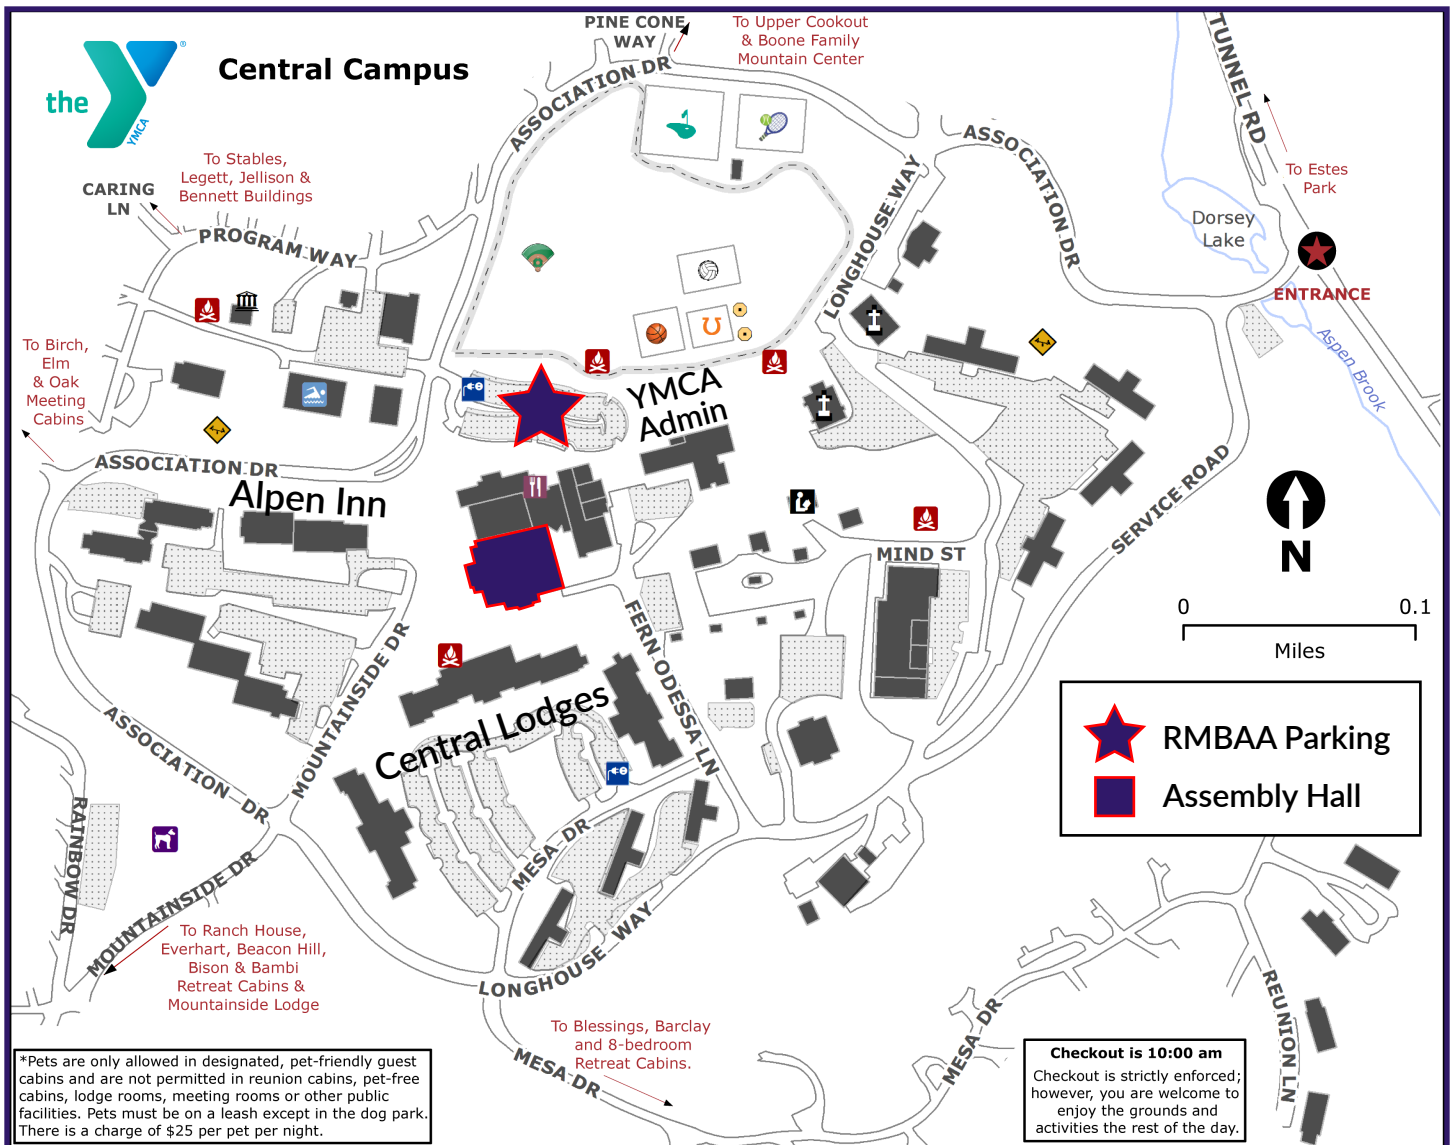 PINE CONE
WAY
To Upper Cookout
& Boone Family
Mountain Center
the
YMCA
®
Central Campus
ASSOCIATION DR
TUNNEL RD
ASSOCIATION DR
To Stables,
Legett, Jellison &
Bennett Buildings
CARING
LN
To Estes
Park
PROGRAM WAY
LONGHOUSE WAY
Dorsey
Lake
ENTRANCE
Aspen Brook
To Birch,
Elm
& Oak
Meeting
Cabins
YMCA
Admin
ASSOCIATION DR
Alpen Inn
SERVICE ROAD
MIND ST
N
0 0.1
Miles
FERN ODESSA LN
MOUNTAINSIDE DR
Central Lodges
ASSOCIATION DR
RMBAA Parking
Assembly Hall
RAINBOW DR
MESA DR
MOUNTAINSIDE DR
To Ranch House,
Everhart, Beacon Hill,
Bison & Bambi
Retreat Cabins &
Mountainside Lodge
LONGHOUSE WAY
REUNION LN
To Blessings, Barclay
and 8-bedroom
Retreat Cabins.
MESA DR
MESA DR
*Pets are only allowed in designated, pet-friendly guest
cabins and are not permitted in reunion cabins, pet-free
cabins, lodge rooms, meeting rooms or other public
facilities. Pets must be on a leash except in the dog park.
There is a charge of $25 per pet per night.
Checkout is 10:00 am
Checkout is strictly enforced;
however, you are welcome to
enjoy the grounds and
activities the rest of the day.